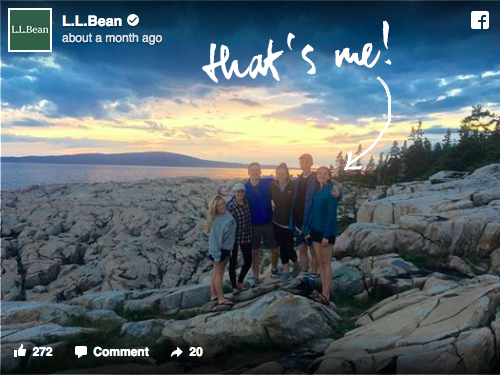 L.L.Bean
L.L.Bean
about a month ago
that's me!
272
Comment
20